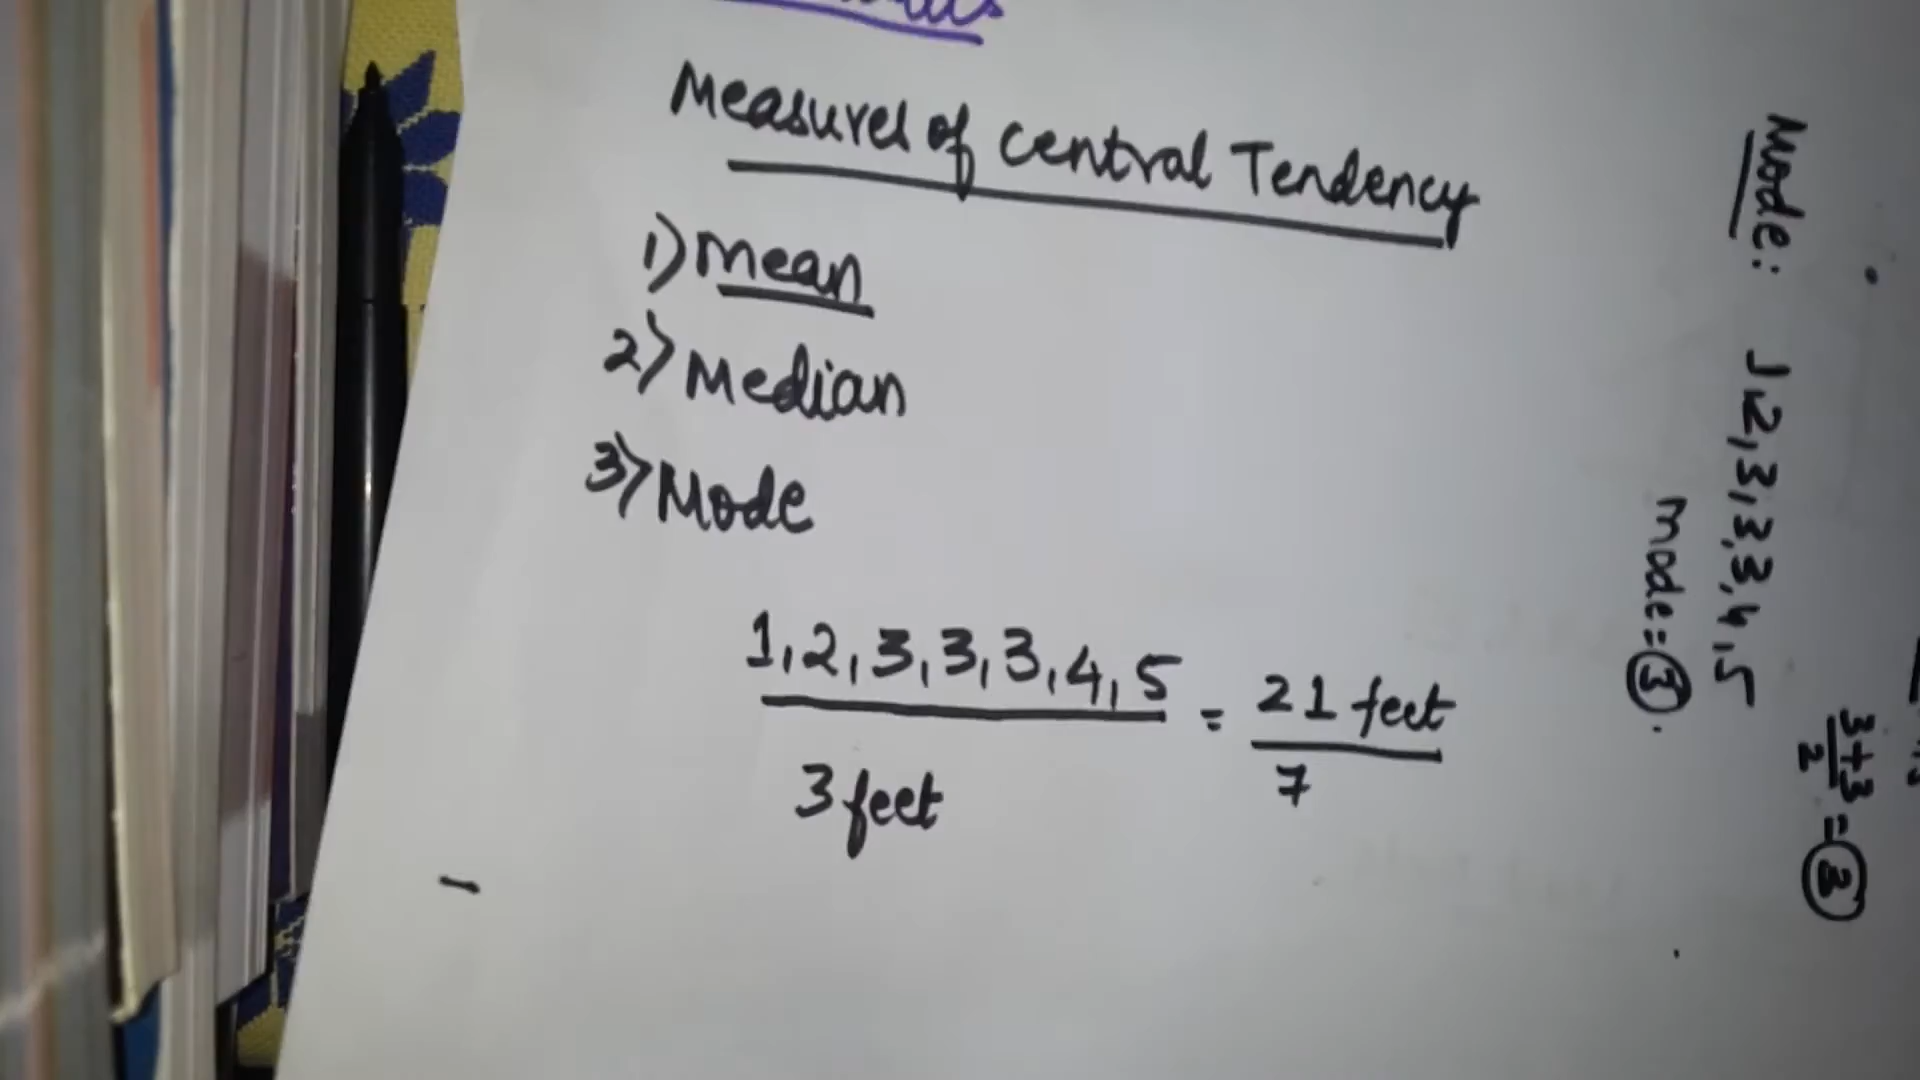 Measures of Central Tendency
1) Mean
2) Median
3) Mode
1, 2, 3, 3, 3, 4, 5 = 21 feet
7
3 feet
Mode: 1, 2, 3, 3, 3, 4, 5
mode = 3.
3+3
2
= 3